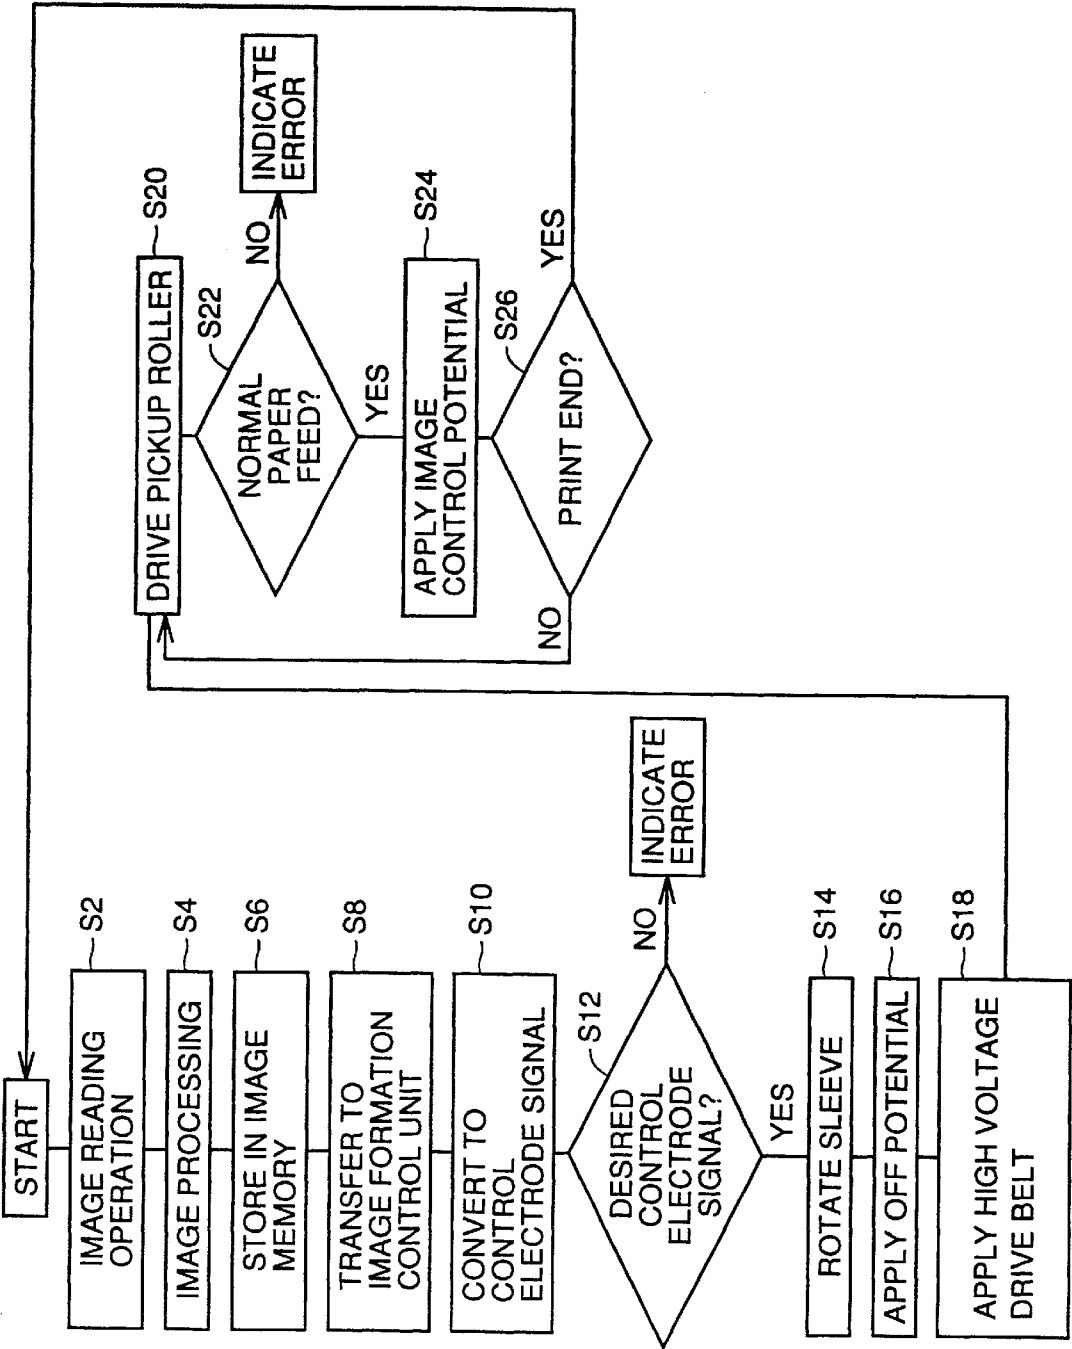 START
IMAGE READING
OPERATION
S2
IMAGE PROCESSING
S4
STORE IN IMAGE
MEMORY
S6
TRANSFER TO
IMAGE FORMATION
CONTROL UNIT
S8
CONVERT TO
CONTROL
ELECTRODE SIGNAL
S10
DESIRED
CONTROL
ELECTRODE
SIGNAL?
S12
NO
INDICATE
ERROR
YES
ROTATE SLEEVE
S14
APPLY OFF POTENTIAL
S16
APPLY HIGH VOLTAGE
DRIVE BELT
S18
DRIVE PICKUP ROLLER
S20
NORMAL
PAPER
FEED?
S22
NO
INDICATE
ERROR
YES
APPLY IMAGE
CONTROL POTENTIAL
S24
PRINT END?
S26
NO
YES